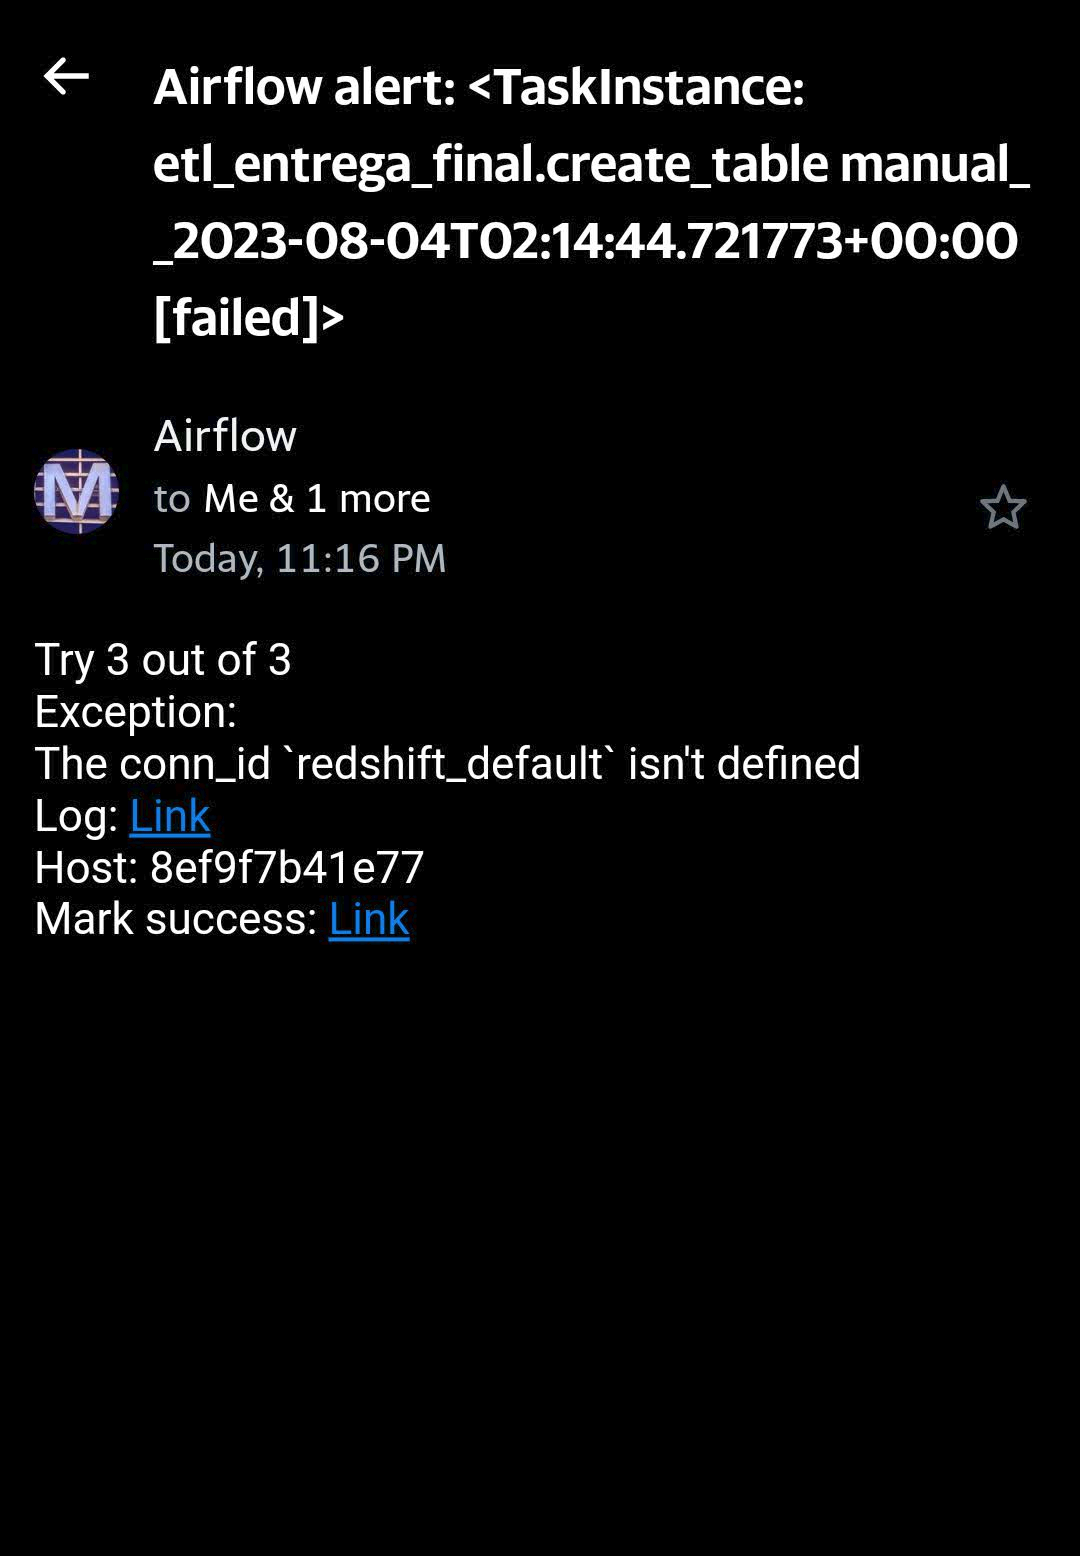 Airflow alert: <TaskInstance:
etl_entrega_final.create_table manual_
_2023-08-04T02:14:44.721773+00:00
[failed]>
Airflow
M
to Me & 1 more
Today, 11:16 PM
Try 3 out of 3
Exception:
The conn_id `redshift_default` isn't defined
Log: Link
Host: 8ef9f7b41e77
Mark success: Link